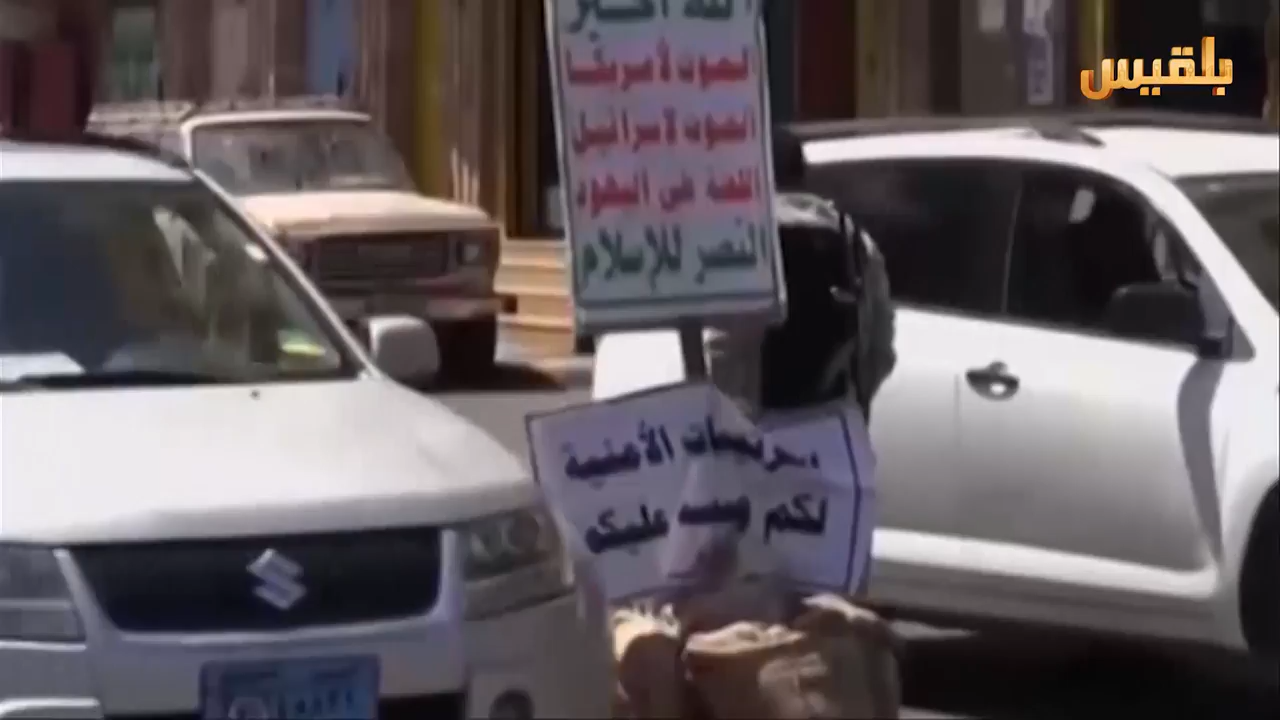 بلقيس
الله أكبر
الموت لأمريكا
الموت لإسرائيل
اللعنة على اليهود
النصر للإسلام
الأمنية
لكم عليكم